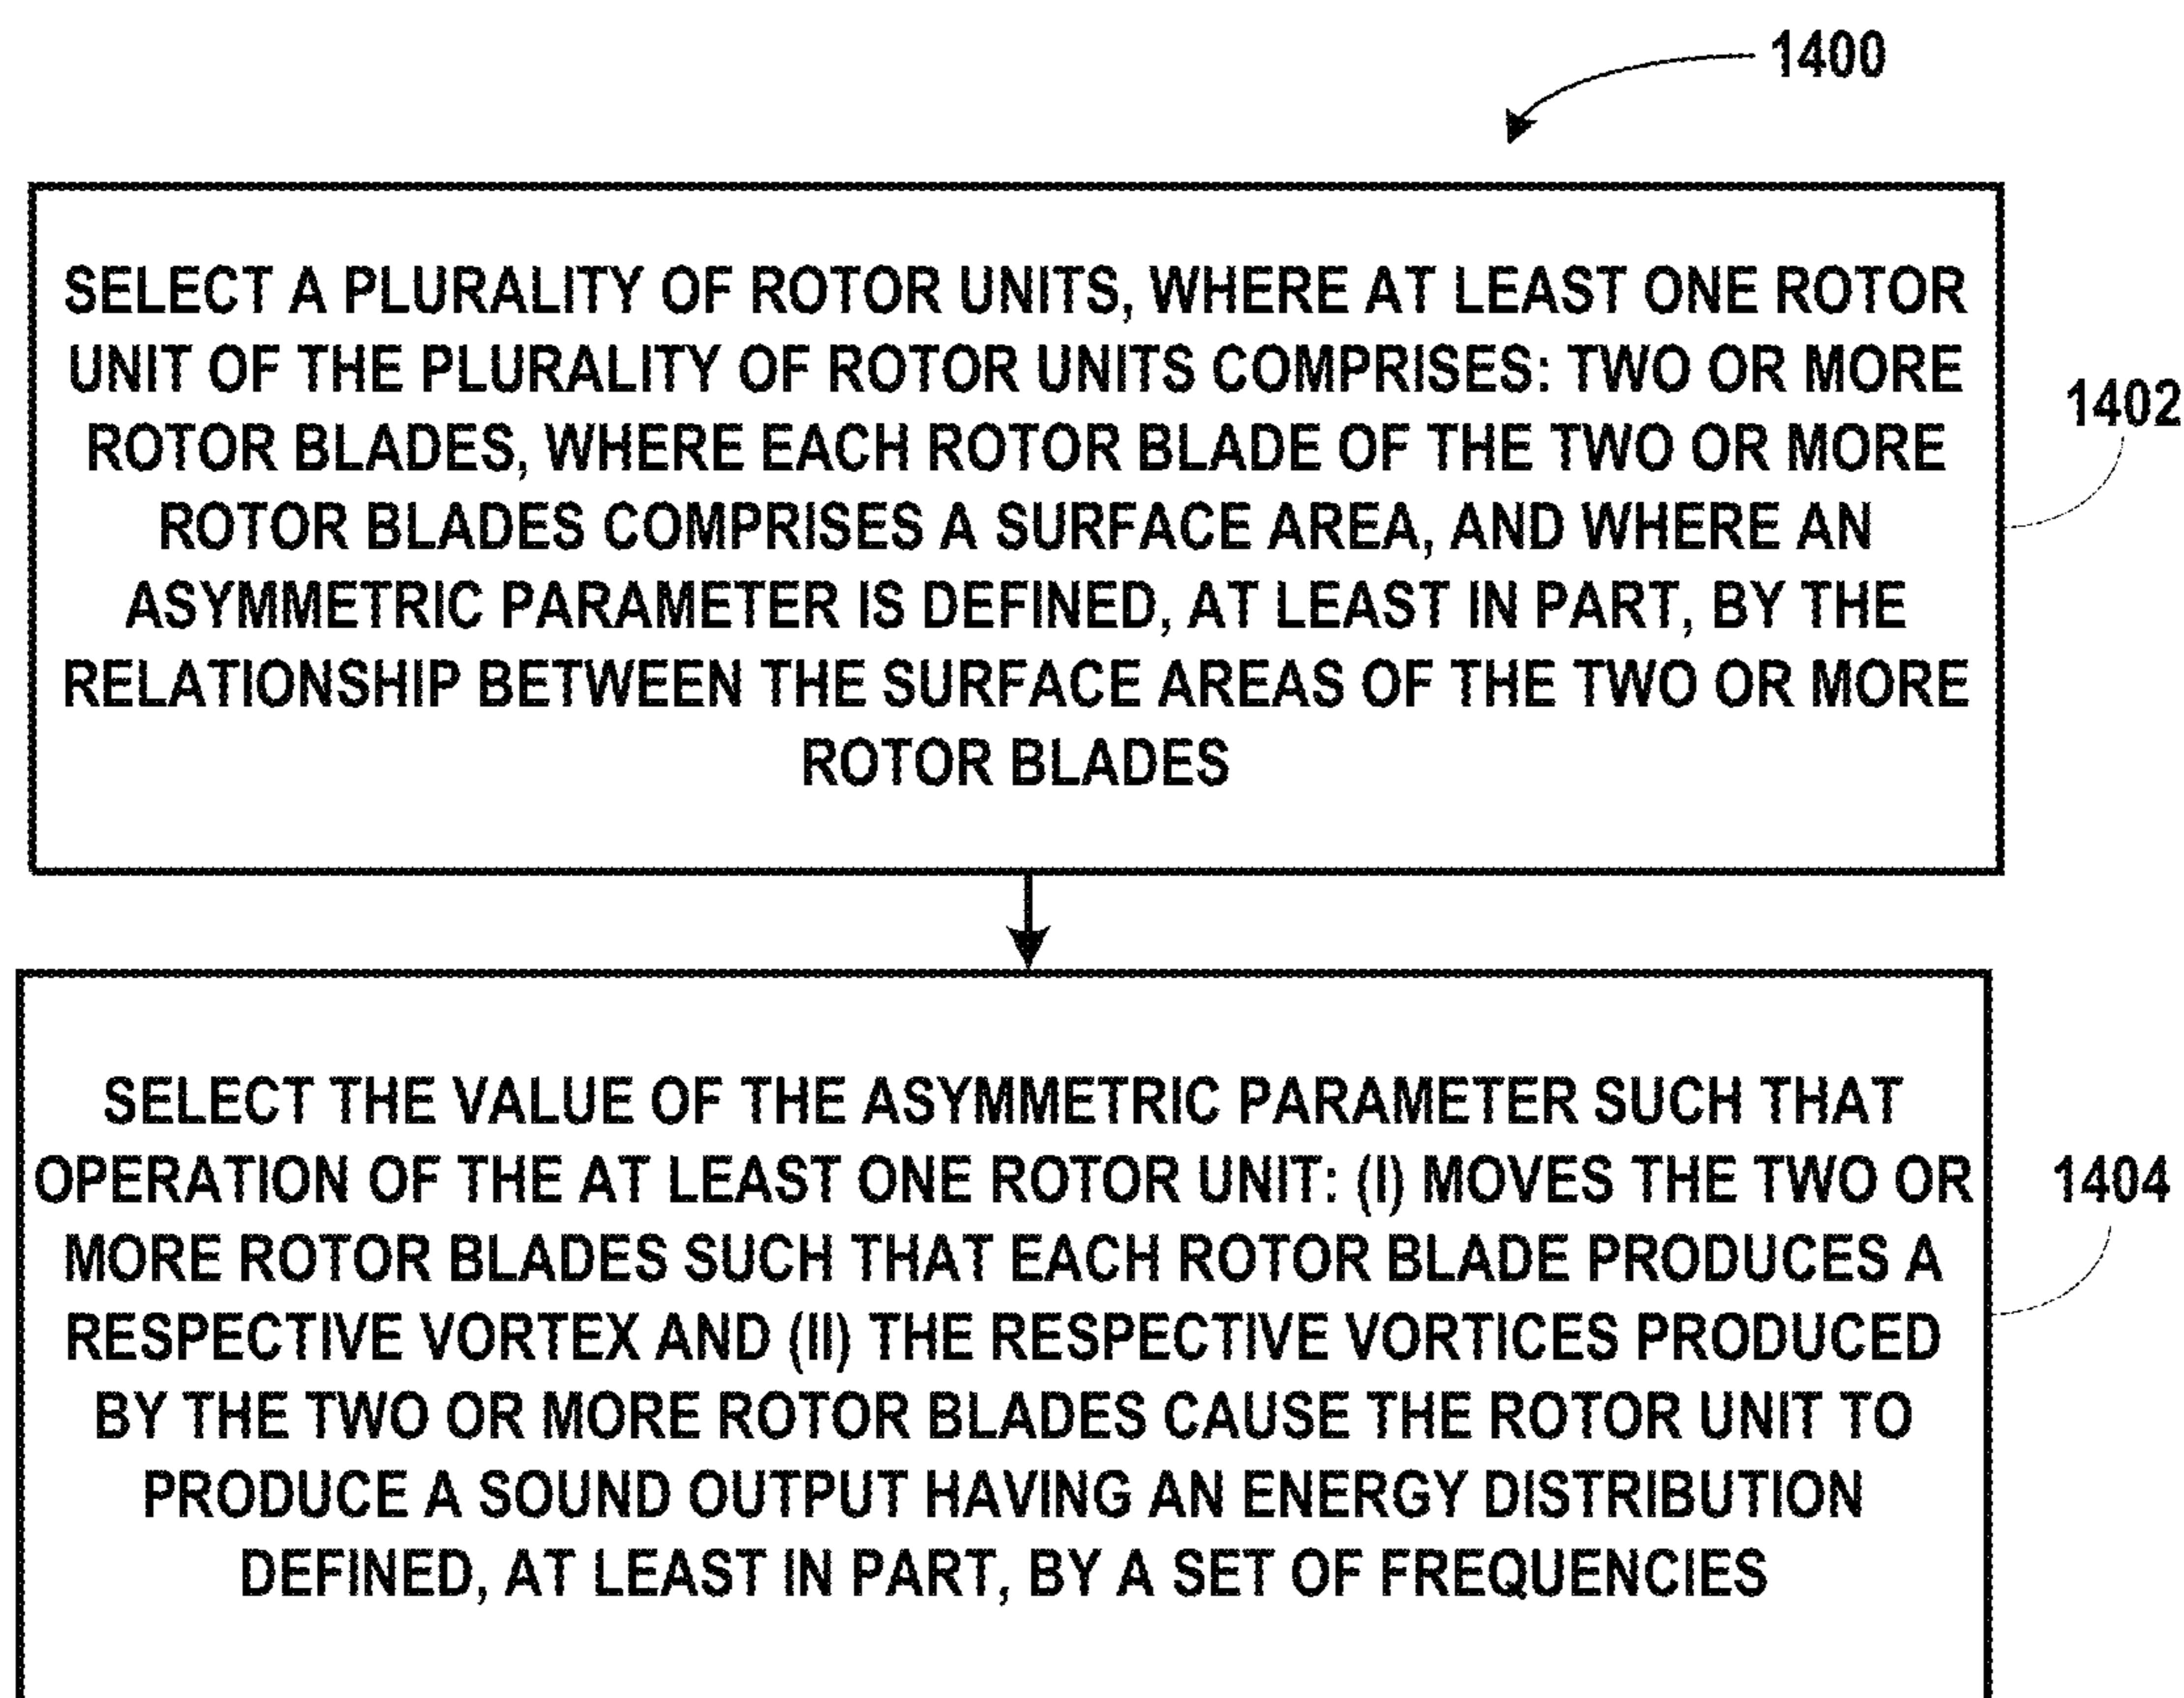 1400
SELECT A PLURALITY OF ROTOR UNITS, WHERE AT LEAST ONE ROTOR
UNIT OF THE PLURALITY OF ROTOR UNITS COMPRISES: TWO OR MORE
ROTOR BLADES, WHERE EACH ROTOR BLADE OF THE TWO OR MORE
ROTOR BLADES COMPRISES A SURFACE AREA, AND WHERE AN
ASYMMETRIC PARAMETER IS DEFINED, AT LEAST IN PART, BY THE
RELATIONSHIP BETWEEN THE SURFACE AREAS OF THE TWO OR MORE
ROTOR BLADES
1402
SELECT THE VALUE OF THE ASYMMETRIC PARAMETER SUCH THAT
OPERATION OF THE AT LEAST ONE ROTOR UNIT: (I) MOVES THE TWO OR
MORE ROTOR BLADES SUCH THAT EACH ROTOR BLADE PRODUCES A
RESPECTIVE VORTEX AND (II) THE RESPECTIVE VORTICES PRODUCED
BY THE TWO OR MORE ROTOR BLADES CAUSE THE ROTOR UNIT TO
PRODUCE A SOUND OUTPUT HAVING AN ENERGY DISTRIBUTION
DEFINED, AT LEAST IN PART, BY A SET OF FREQUENCIES
1404